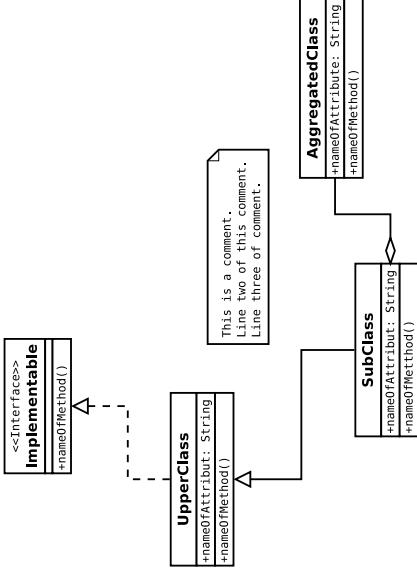 <<Interface>>
Implementable
+nameOfMethod()
UpperClass
+nameOfAttribut: String
+nameOfMethod()
This is a comment.
Line two of this comment.
Line three of comment.
AggregatedClass
+nameOfAttribute: String
+nameOfMethod()
SubClass
+nameOfAttribut: String
+nameOfMetthod()